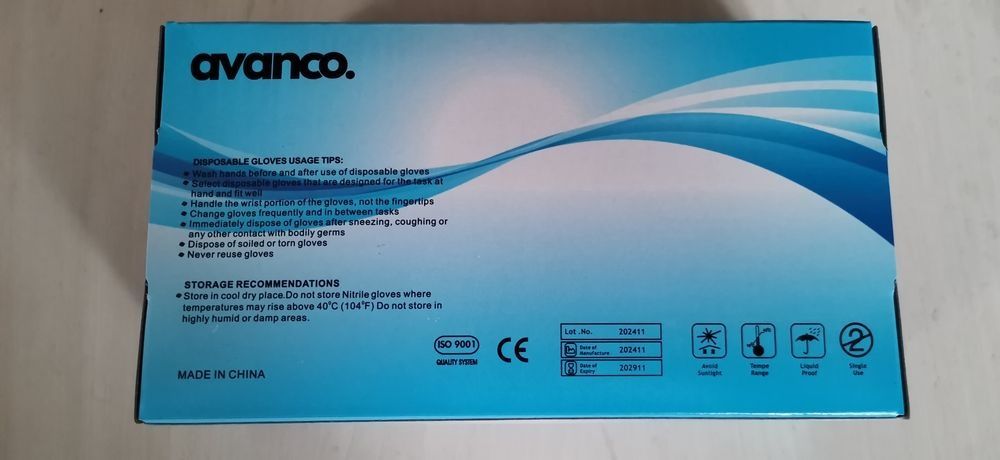 avanco.
DISPOSABLE GLOVES USAGE TIPS:
• Wash hands before and after use of disposable gloves
• Select disposable gloves that are designed for the task at
hand and fit well
• Handle the wrist portion of the gloves, not the fingertips
• Change gloves frequently and in between tasks
• Immediately dispose of gloves after sneezing, coughing or
any other contact with bodily germs
• Dispose of soiled or torn gloves
• Never reuse gloves
STORAGE RECOMMENDATIONS
• Store in cool dry place.Do not store Nitrile gloves where
temperatures may rise above 40°C (104°F) Do not store in
highly humid or damp areas.
MADE IN CHINA
ISO 9001
QUALITY SYSTEM
CE
Lot .No. 202411
Date of
Manufacture 202411
Date of
Expiry 202911
Avoid
Sunlight
Tempe
Range
Liquid
Proof
2
Single
Use